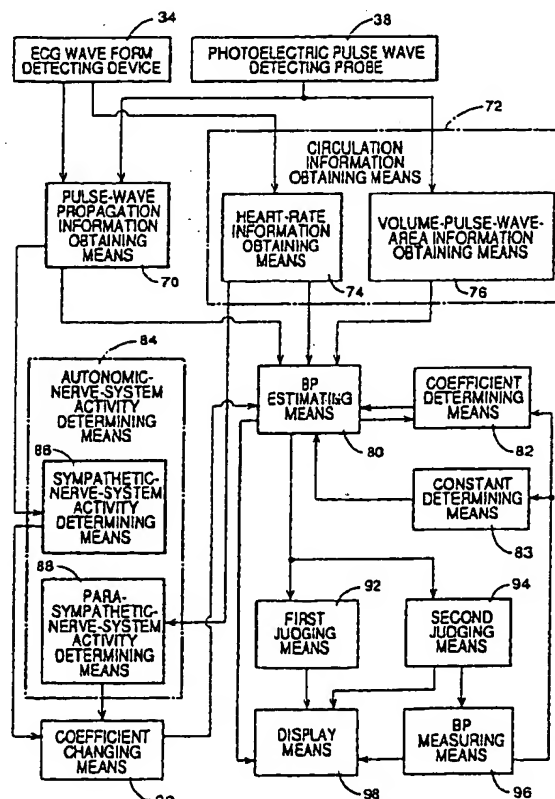 34
38
ECG WAVE FORM
DETECTING DEVICE
PHOTOELECTRIC PULSE WAVE
DETECTING PROBE
72
CIRCULATION
INFORMATION
OBTAINING MEANS
PULSE-WAVE
PROPAGATION
INFORMATION
OBTAINING
MEANS
70
HEART-RATE
INFORMATION
OBTAINING
MEANS
74
VOLUME-PULSE-WAVE-
AREA INFORMATION
OBTAINING MEANS
76
84
AUTONOMIC-
NERVE-SYSTEM
ACTIVITY
DETERMINING
MEANS
86
SYMPATHETIC-
NERVE-SYSTEM
ACTIVITY
DETERMINING
MEANS
88
PARA-
SYMPATHETIC-
NERVE-SYSTEM
ACTIVITY
DETERMINING
MEANS
COEFFICIENT
CHANGING
MEANS
BP
ESTIMATING
MEANS
80
COEFFICIENT
DETERMINING
MEANS
82
CONSTANT
DETERMINING
MEANS
83
92
FIRST
JUDGING
MEANS
94
SECOND
JUDGING
MEANS
DISPLAY
MEANS
98
BP
MEASURING
MEANS
96